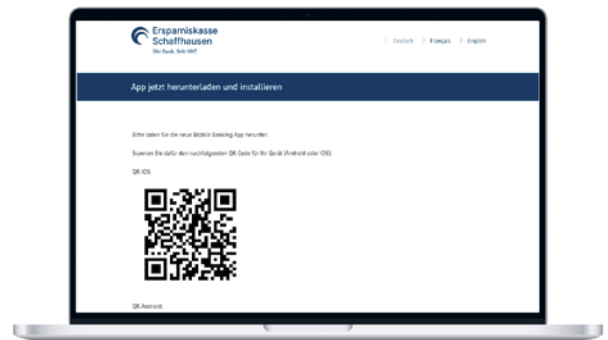 Ersparniskasse
Schaffhausen
Die Bank. Seit 1817.
Deutsch Français English
App jetzt herunterladen und installieren
Bitte laden Sie die neue Mobile Banking App herunter.
Scannen Sie dafür den nachfolgenden QR Code für Ihr Gerät (Android oder iOS):
QR iOS:
QR Android: